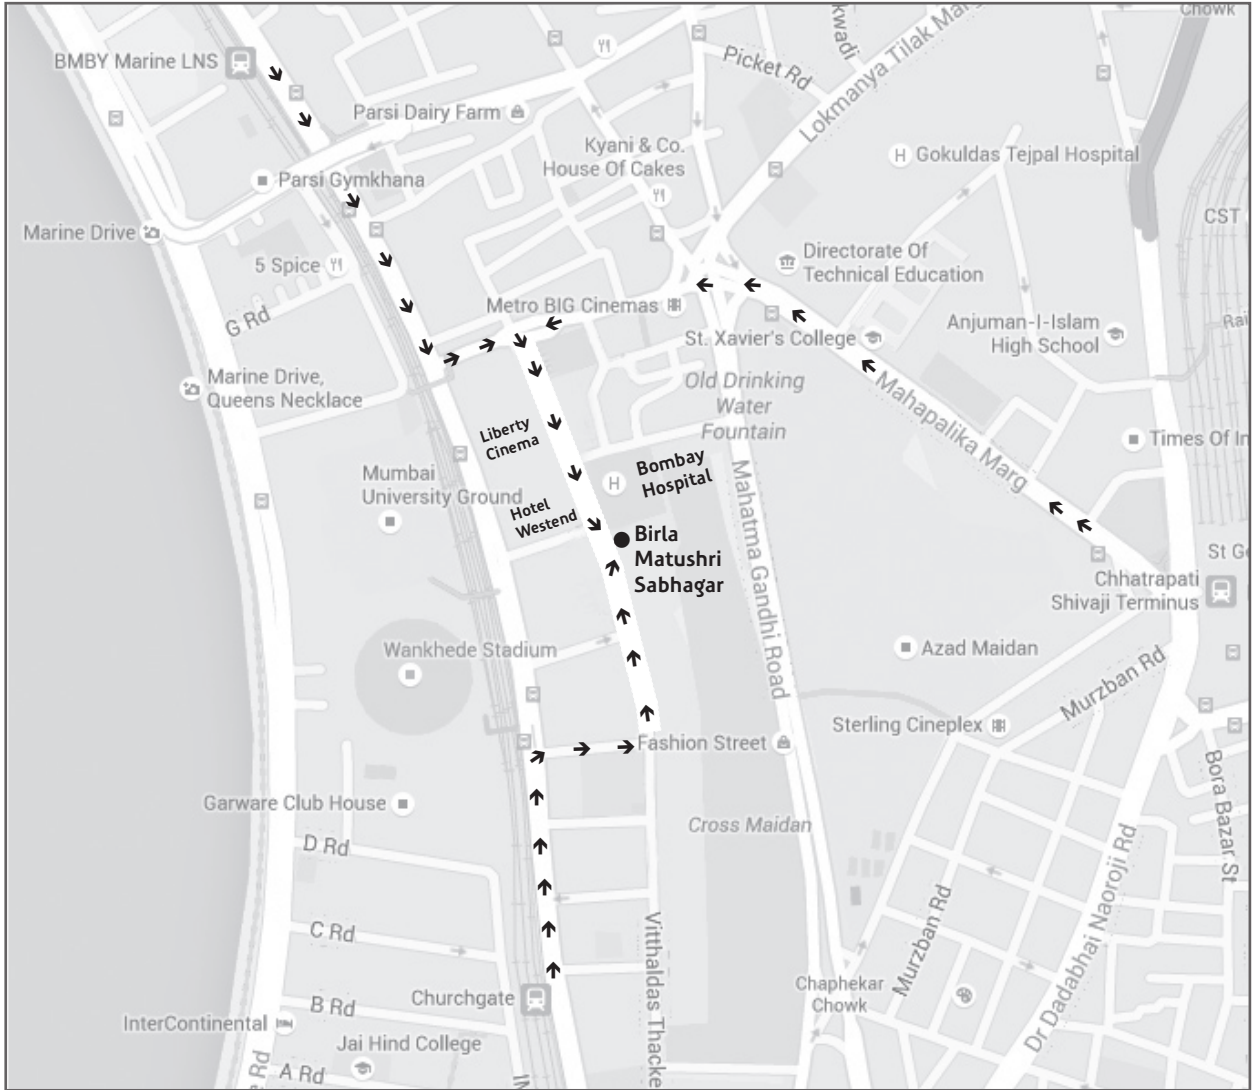 Chowk
kwadi
Lokmanya Tilak Marg
BMBY Marine LNS
Picket Rd
Parsi Dairy Farm
Kyani & Co.
House Of Cakes
H
Gokuldas Tejpal Hospital
Parsi Gymkhana
CST
Marine Drive
5 Spice
Directorate Of
Technical Education
Metro BIG Cinemas
G Rd
St. Xavier's College
Anjuman-I-Islam
High School
Rai
Marine Drive,
Queens Necklace
Old Drinking
Water
Fountain
Mahapalika Marg
Liberty
Cinema
Times Of In
Mumbai
University Ground
H
Bombay
Hospital
Hotel
Westend
Birla
Matushri
Sabhagar
Mahatma Gandhi Road
St G
Chhatrapati
Shivaji Terminus
Wankhede Stadium
Azad Maidan
Murzban Rd
Sterling Cineplex
Fashion Street
Bora Bazar St
Garware Club House
Cross Maidan
D Rd
Dr Dadabhai Naoroji Rd
C Rd
Murzban Rd
Vitthaldas Thacke
Churchgate
Chaphekar
Chowk
B Rd
InterContinental
Jai Hind College
A Rd
e Rd